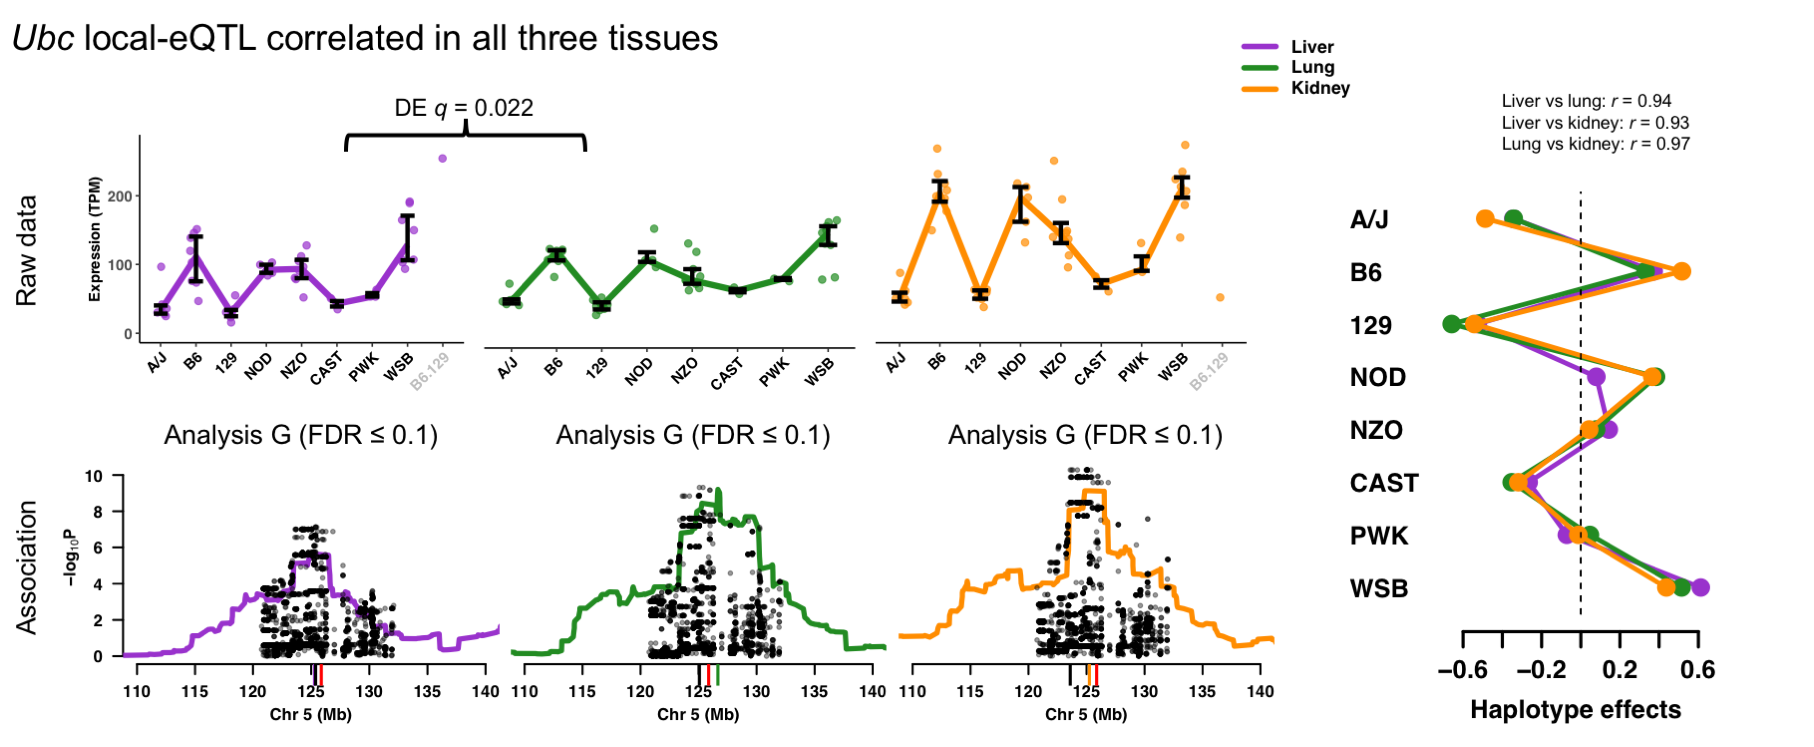 Ubc local-eQTL correlated in all three tissues
Liver
Lung
Kidney
DE q = 0.022
Liver vs lung: r = 0.94
Liver vs kidney: r = 0.93
Lung vs kidney: r = 0.97
Raw data
Expression (TPM)
200
100
0
A/J B6 129 NOD NZO CAST PWK WSB B6.129
A/J B6 129 NOD NZO CAST PWK WSB
A/J B6 129 NOD NZO CAST PWK WSB B6.129
Analysis G (FDR ≤ 0.1) Analysis G (FDR ≤ 0.1) Analysis G (FDR ≤ 0.1)
Association
−log10P
10
8
6
4
2
0
110 115 120 125 130 135 140
Chr 5 (Mb)
110 115 120 125 130 135 140
Chr 5 (Mb)
110 115 120 125 130 135 140
Chr 5 (Mb)
A/J
B6
129
NOD
NZO
CAST
PWK
WSB
−0.6 −0.2 0.2 0.6
Haplotype effects